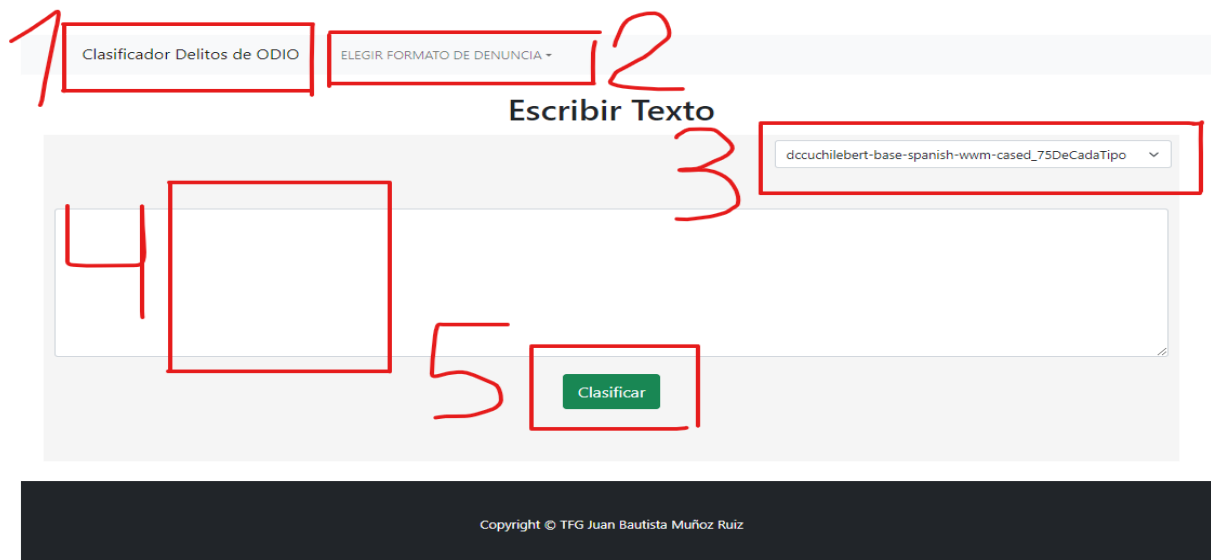 1 Clasificador Delitos de ODIO ELEGIR FORMATO DE DENUNCIA 2
Escribir Texto
3 dccuchilebert-base-spanish-wwm-cased_75DeCadaTipo
4
5 Clasificar
Copyright © TFG Juan Bautista Muñoz Ruiz